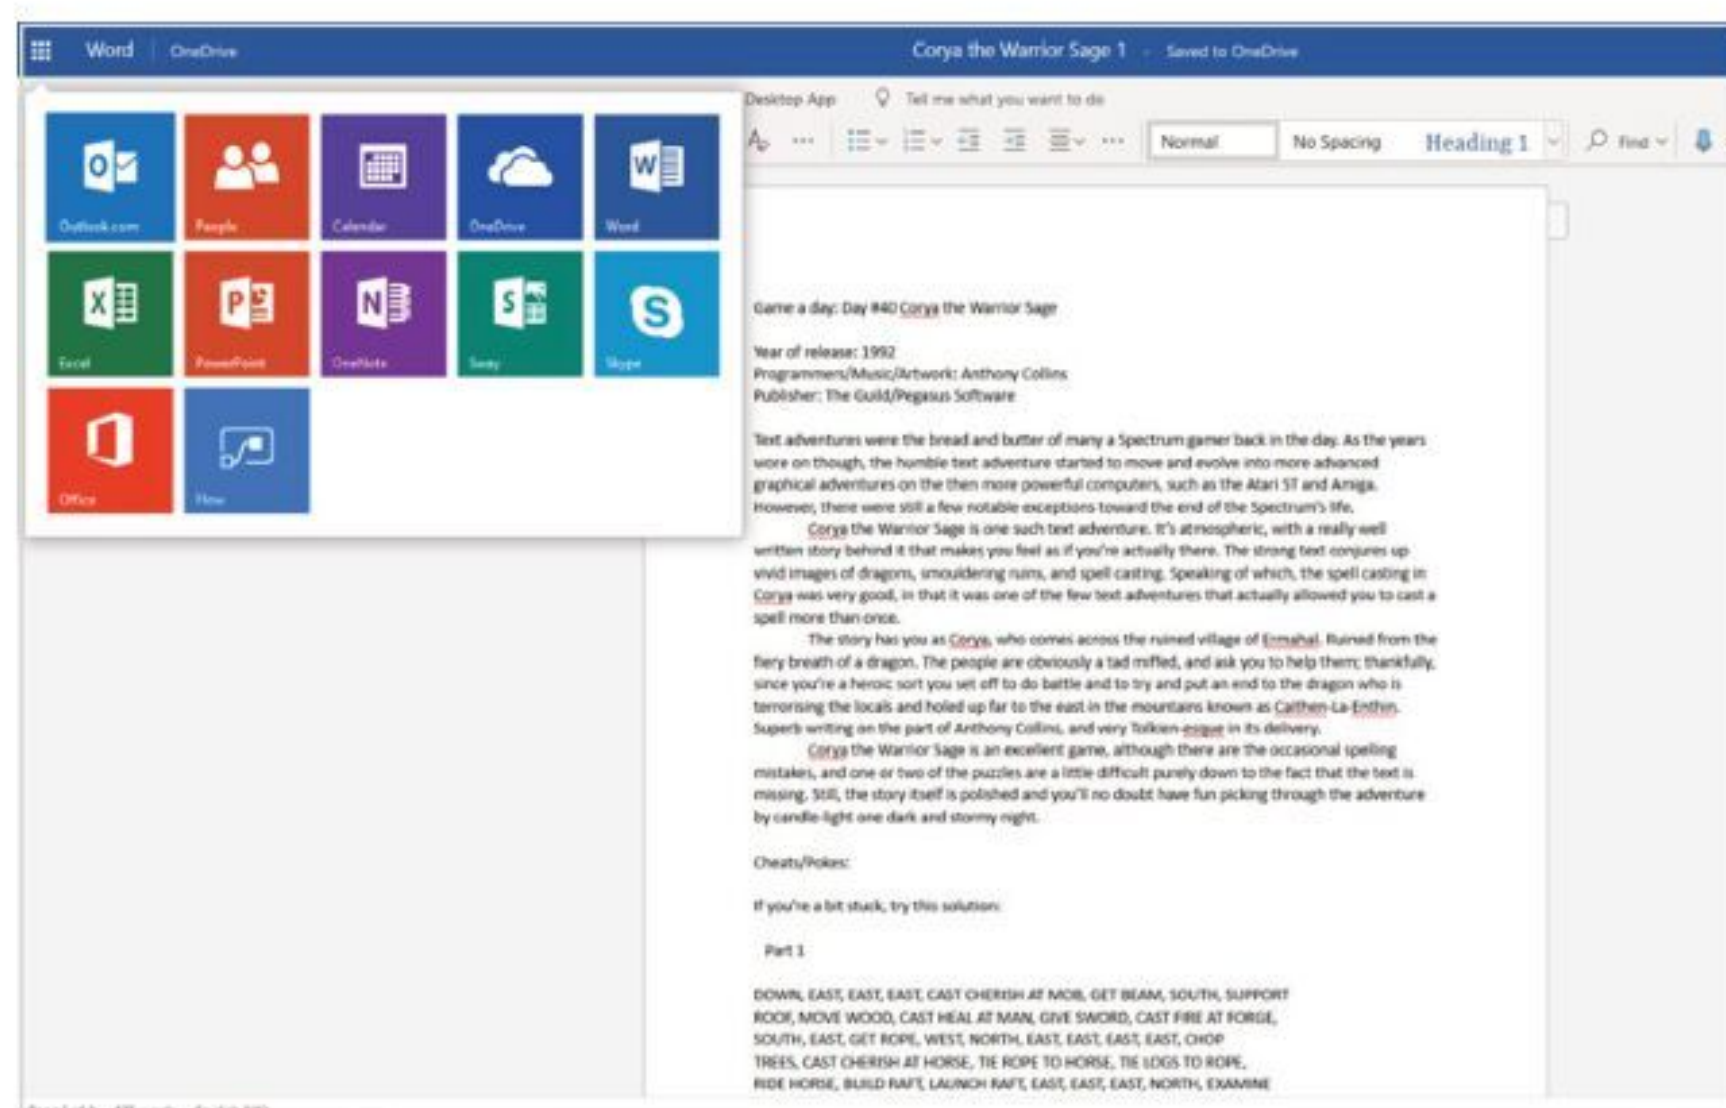 Word OneDrive Corya the Warrior Sage 1 - Saved to OneDrive
Desktop App Tell me what you want to do
Normal No Spacing Heading 1 Find
Outlook.com People Calendar OneDrive Word
Excel PowerPoint OneNote Sway Skype
Office Flow
Game a day: Day #40 Corya the Warrior Sage
Year of release: 1992
Programmers/Music/Artwork: Anthony Collins
Publisher: The Guild/Pegasus Software
Text adventures were the bread and butter of many a Spectrum gamer back in the day. As the years
wore on though, the humble text adventure started to move and evolve into more advanced
graphical adventures on the then more powerful computers, such as the Atari ST and Amiga.
However, there were still a few notable exceptions toward the end of the Spectrum's life.
Corya the Warrior Sage is one such text adventure. It's atmospheric, with a really well
written story behind it that makes you feel as if you're actually there. The strong text conjures up
vivid images of dragons, smouldering ruins, and spell casting. Speaking of which, the spell casting in
Corya was very good, in that it was one of the few text adventures that actually allowed you to cast a
spell more than once.
The story has you as Corya, who comes across the ruined village of Ermahal. Ruined from the
fiery breath of a dragon. The people are obviously a tad miffed, and ask you to help them; thankfully,
since you're a heroic sort you set off to do battle and to try and put an end to the dragon who is
terrorising the locals and holed up far to the east in the mountains known as Calthen-La-Enthin.
Superb writing on the part of Anthony Collins, and very Tolkien-esque in its delivery.
Corya the Warrior Sage is an excellent game, although there are the occasional spelling
mistakes, and one or two of the puzzles are a little difficult purely down to the fact that the text is
missing. Still, the story itself is polished and you'll no doubt have fun picking through the adventure
by candle-light one dark and stormy night.
Cheats/Pokes:
If you're a bit stuck, try this solution:
Part 1
DOWN, EAST, EAST, EAST, CAST CHERISH AT MOB, GET BEAM, SOUTH, SUPPORT
ROOF, MOVE WOOD, CAST HEAL AT MAN, GIVE SWORD, CAST FIRE AT FORGE,
SOUTH, EAST, GET ROPE, WEST, NORTH, EAST, EAST, EAST, EAST, CHOP
TREES, CAST CHERISH AT HORSE, TIE ROPE TO HORSE, TIE LOGS TO ROPE,
RIDE HORSE, BUILD RAFT, LAUNCH RAFT, EAST, EAST, EAST, NORTH, EXAMINE